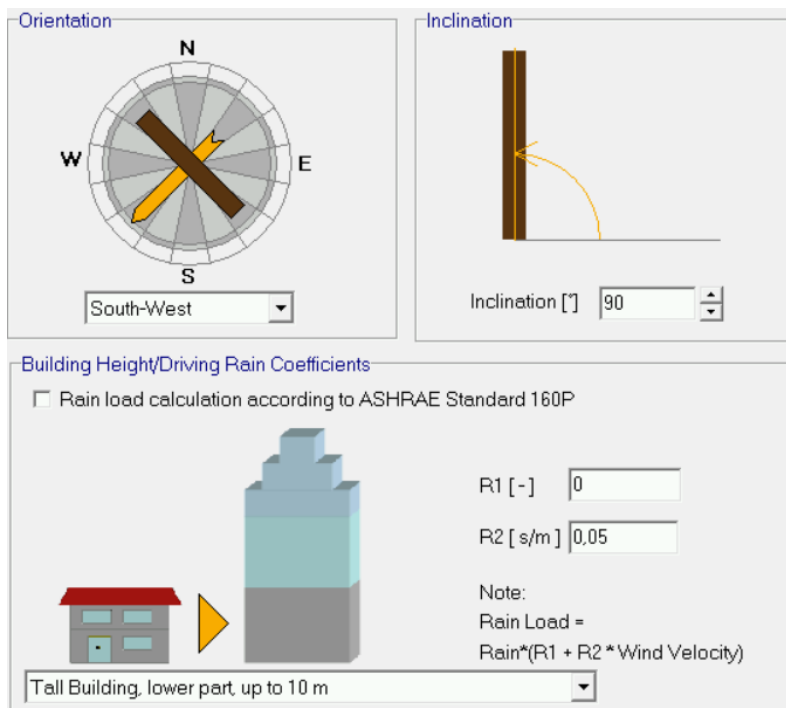 Orientation
N
W
E
S
South-West
Inclination
Inclination [°]
90
Building Height/Driving Rain Coefficients
Rain load calculation according to ASHRAE Standard 160P
R1 [ - ]
0
R2 [ s/m ]
0,05
Note:
Rain Load =
Rain*(R1 + R2 * Wind Velocity)
Tall Building, lower part, up to 10 m